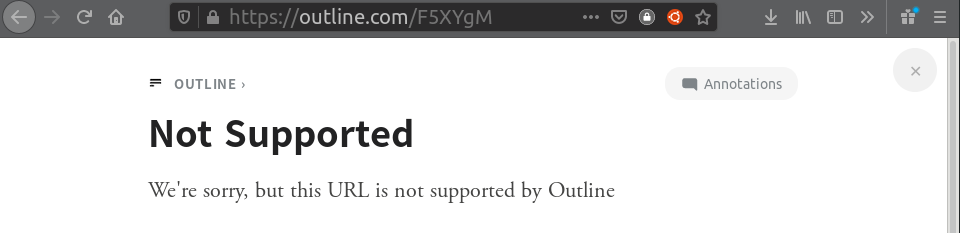 https://outline.com/F5XYgM
OUTLINE ›
Annotations
Not Supported
We're sorry, but this URL is not supported by Outline